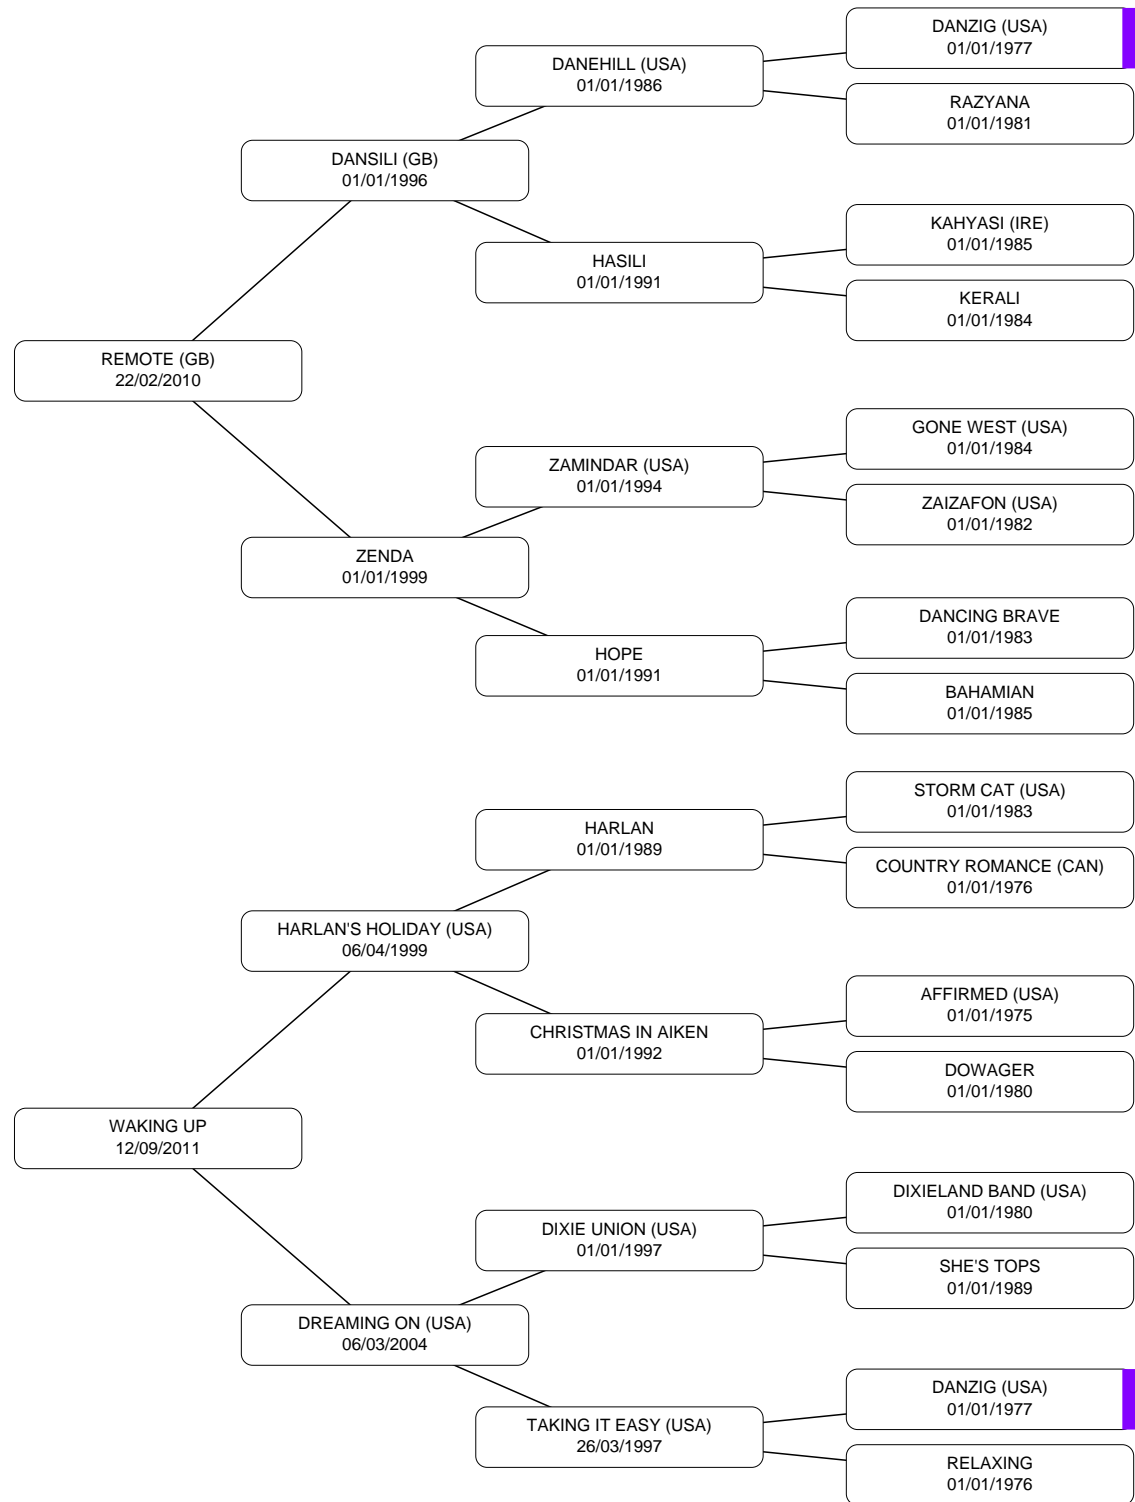 DANZIG (USA)
01/01/1977
DANEHILL (USA)
01/01/1986
RAZYANA
01/01/1981
DANSILI (GB)
01/01/1996
KAHYASI (IRE)
01/01/1985
HASILI
01/01/1991
KERALI
01/01/1984
REMOTE (GB)
22/02/2010
GONE WEST (USA)
01/01/1984
ZAMINDAR (USA)
01/01/1994
ZAIZAFON (USA)
01/01/1982
ZENDA
01/01/1999
DANCING BRAVE
01/01/1983
HOPE
01/01/1991
BAHAMIAN
01/01/1985
STORM CAT (USA)
01/01/1983
HARLAN
01/01/1989
COUNTRY ROMANCE (CAN)
01/01/1976
HARLAN'S HOLIDAY (USA)
06/04/1999
AFFIRMED (USA)
01/01/1975
CHRISTMAS IN AIKEN
01/01/1992
DOWAGER
01/01/1980
WAKING UP
12/09/2011
DIXIELAND BAND (USA)
01/01/1980
DIXIE UNION (USA)
01/01/1997
SHE'S TOPS
01/01/1989
DREAMING ON (USA)
06/03/2004
DANZIG (USA)
01/01/1977
TAKING IT EASY (USA)
26/03/1997
RELAXING
01/01/1976